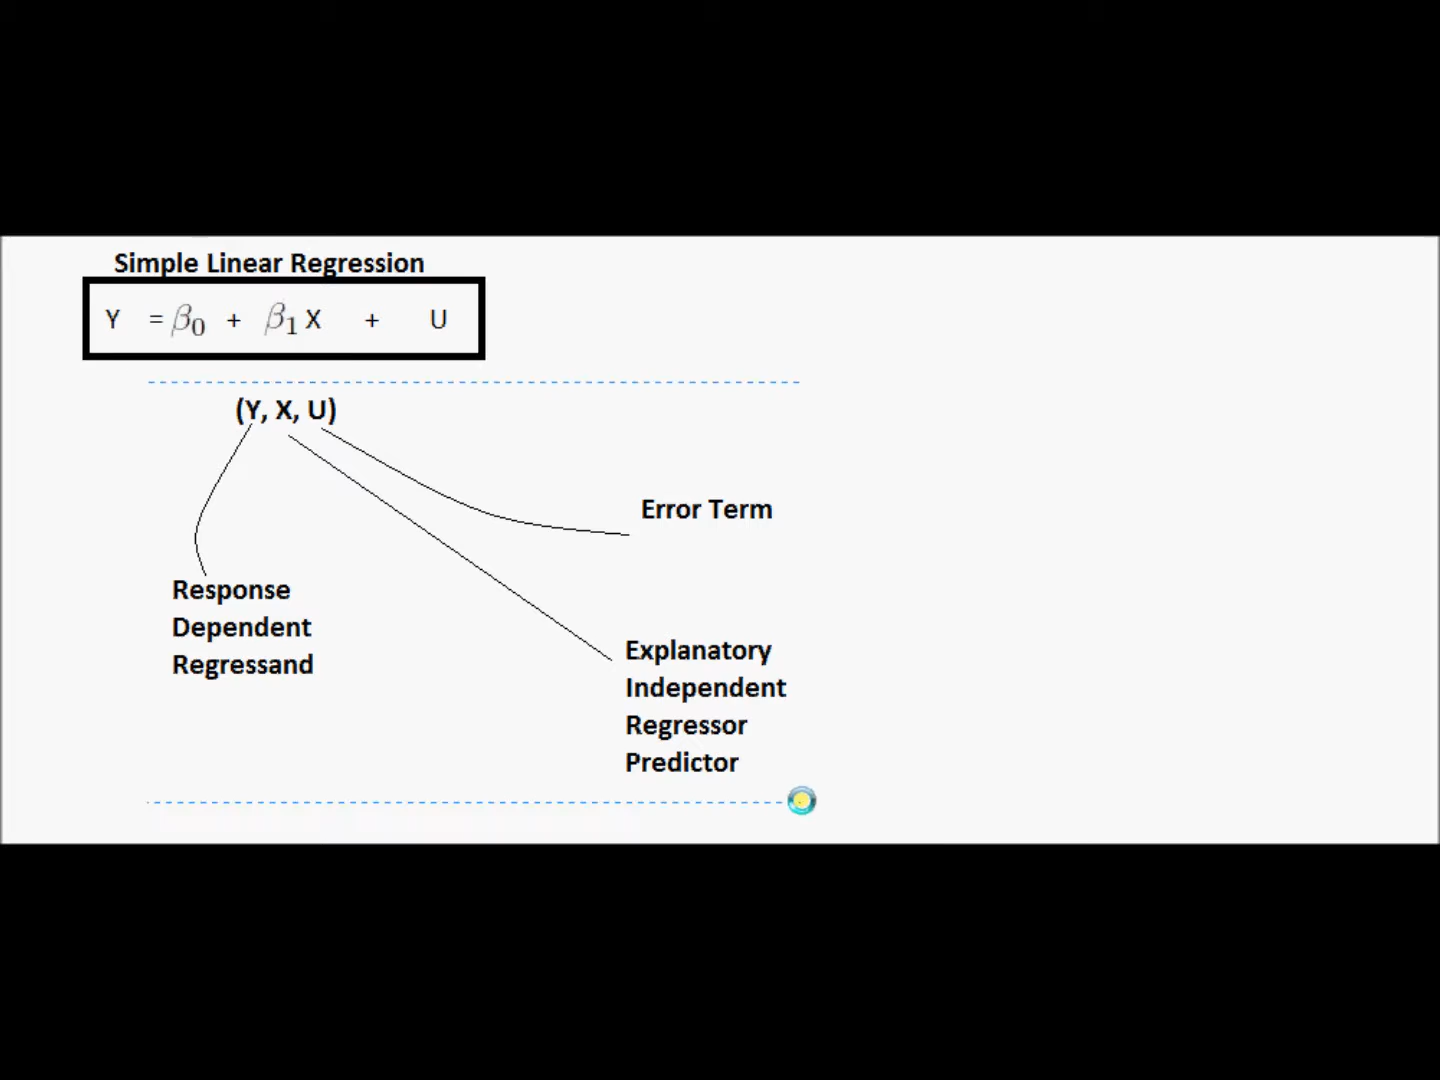 Simple Linear Regression
Y = β₀ + β₁ X + U
(Y, X, U)
Error Term
Response
Dependent
Regressand
Explanatory
Independent
Regressor
Predictor